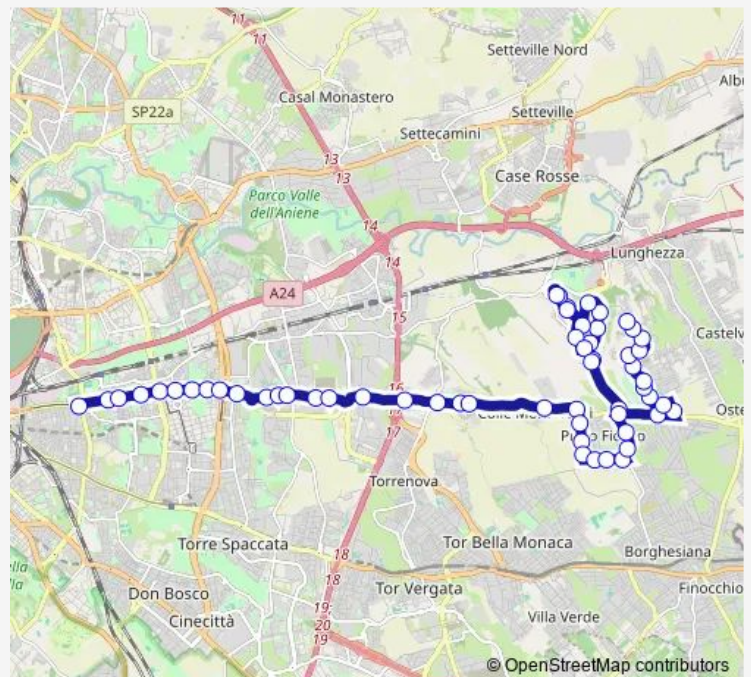 11
11
Setteville Nord
Albu
SP22a
Casal Monastero
Setteville
Settecamini
13
13
Case Rosse
Parco Valle
dell'Aniene
14
14
Lunghezza
A24
15
Castelv
16
17
Oste
Torrenova
Torre Spaccata
Tor Bella Monaca
Borghesiana
18
18
Don Bosco
Tor Vergata
Finocchio
19
Cinecittà
Villa Verde
20
19
© OpenStreetMap contributors